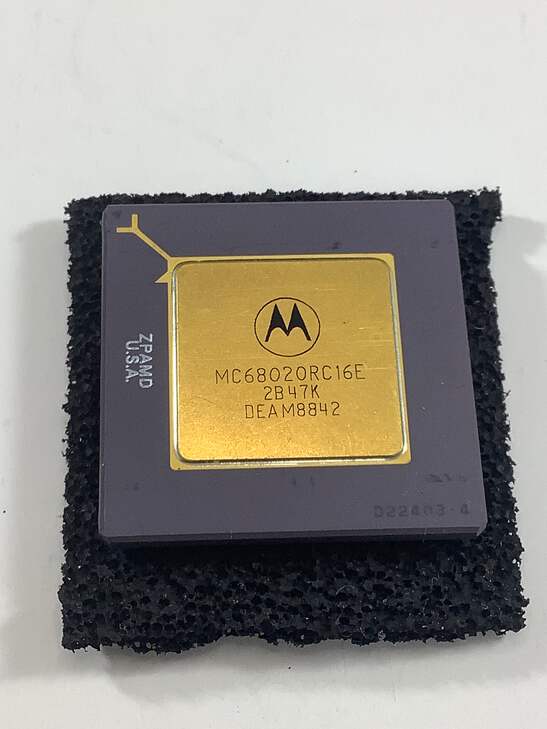 MC68020RC16E
2B47K
DEAM8842
ZPAMD
U.S.A.
D22403-4